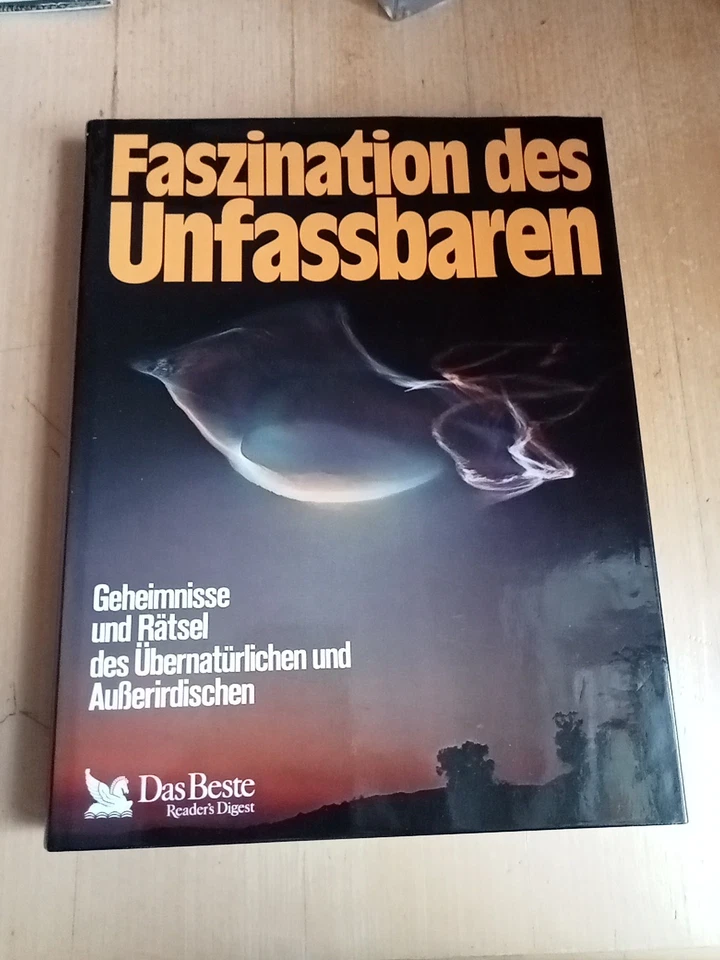 Faszination des
Unfassbaren
Geheimnisse
und Rätsel
des Übernatürlichen und
Außerirdischen
Das Beste
Reader's Digest